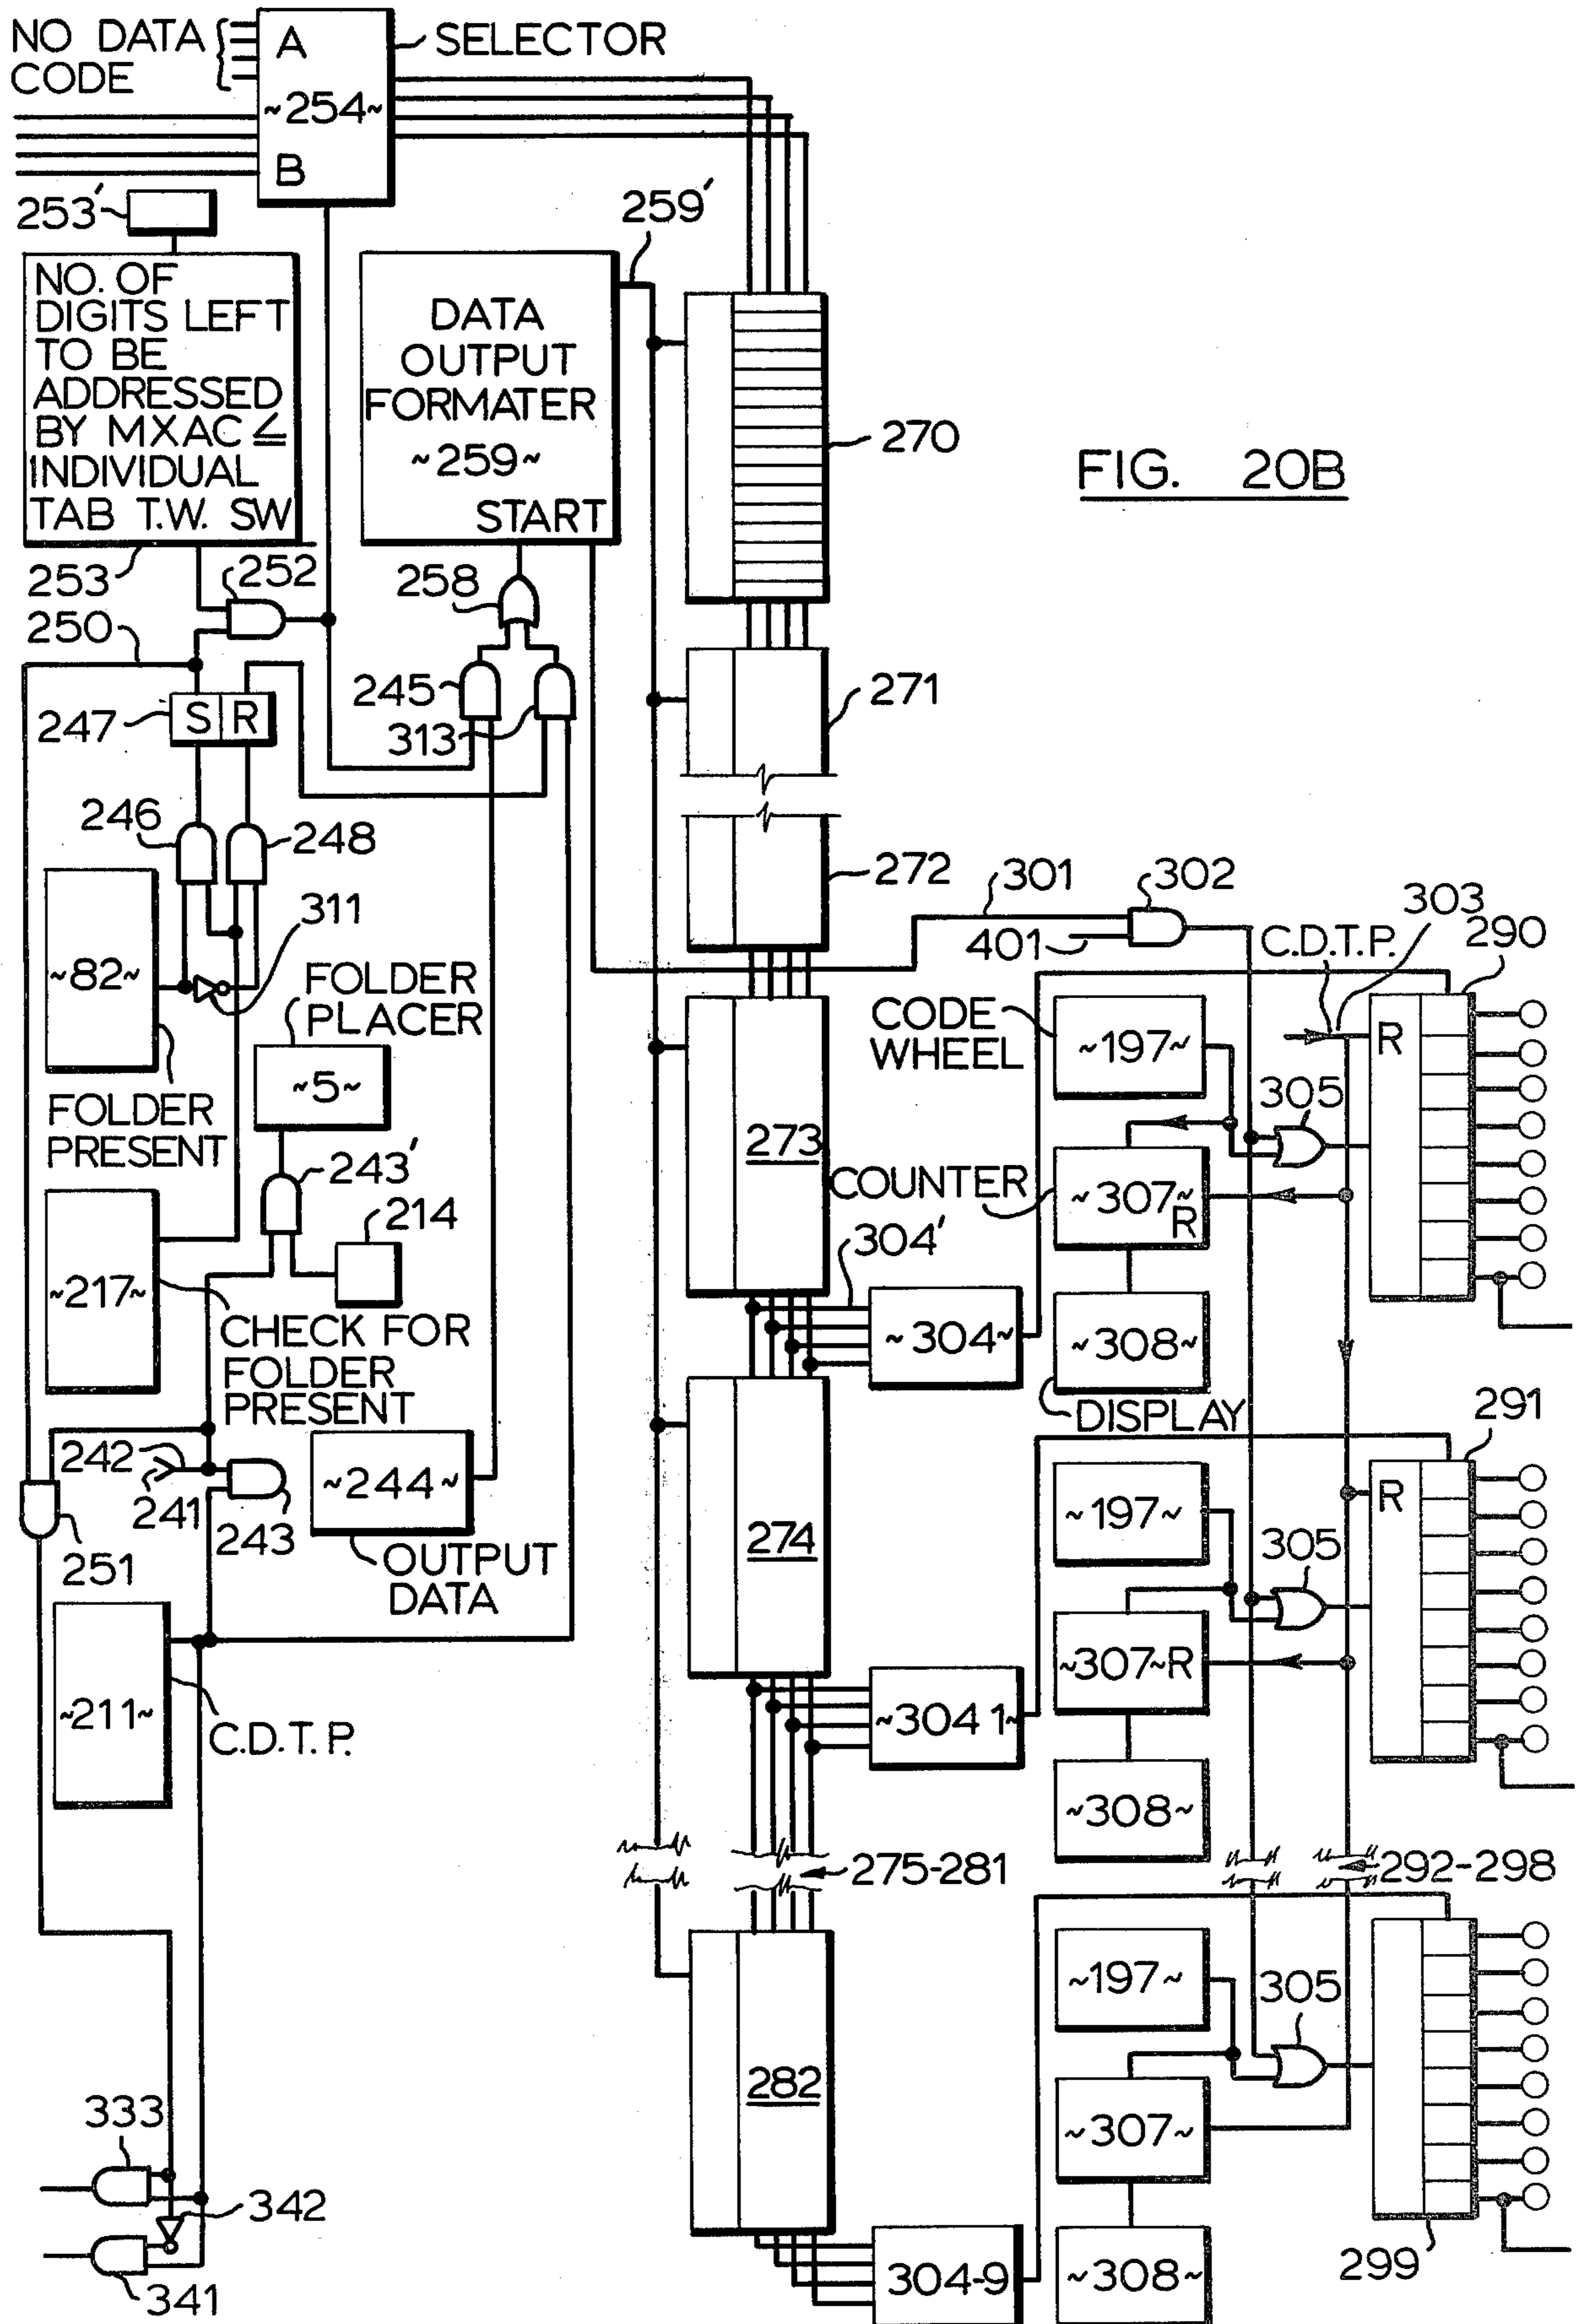 NO DATA
CODE
A
SELECTOR
~254~
B
253'
259'
NO. OF
DIGITS LEFT
TO BE
ADDRESSED
BY MXAC ≤
INDIVIDUAL
TAB T.W. SW
DATA
OUTPUT
FORMATER
~259~
START
270
FIG. 20B
253
252
258
250
245
271
247
S
R
313
246
248
272
301
302
303
290
311
401
C.D.T.P.
~82~
FOLDER
PLACER
CODE
WHEEL
~197~
R
~5~
305
FOLDER
PRESENT
273
243'
COUNTER
214
~307~
R
304'
~217~
CHECK FOR
FOLDER
PRESENT
~304~
~308~
DISPLAY
291
242
241
243
~244~
~197~
R
251
OUTPUT
DATA
274
305
~307~R
~211~
C.D.T.P.
~304 1~
~308~
275-281
292-298
~197~
305
282
333
~307~
342
341
304-9
~308~
299